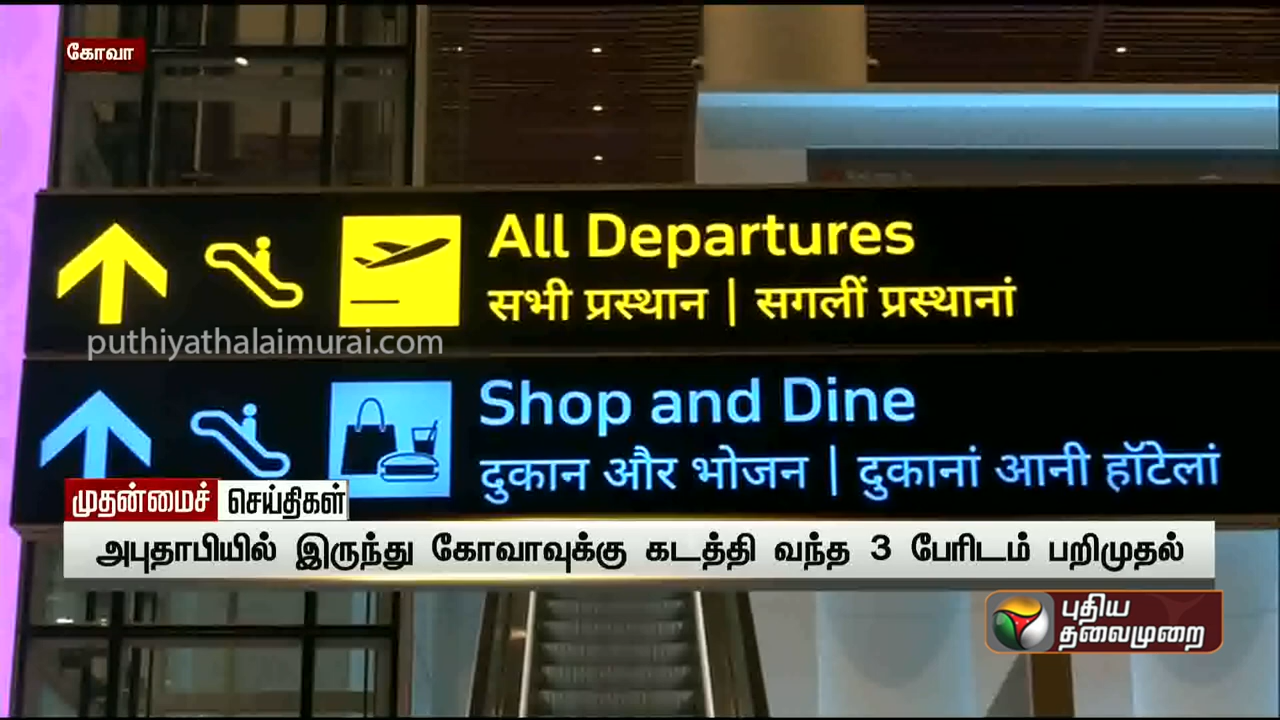 கோவா
All Departures
सभी प्रस्थान | सगलीं प्रस्थानां
puthiyathalaimurai.com
Shop and Dine
दुकान और भोजन | दुकानां आनी हॉटेलां
முதன்மைச் செய்திகள்
அபுதாபியில் இருந்து கோவாவுக்கு கடத்தி வந்த 3 பேரிடம் பறிமுதல்
புதிய
தலைமுறை